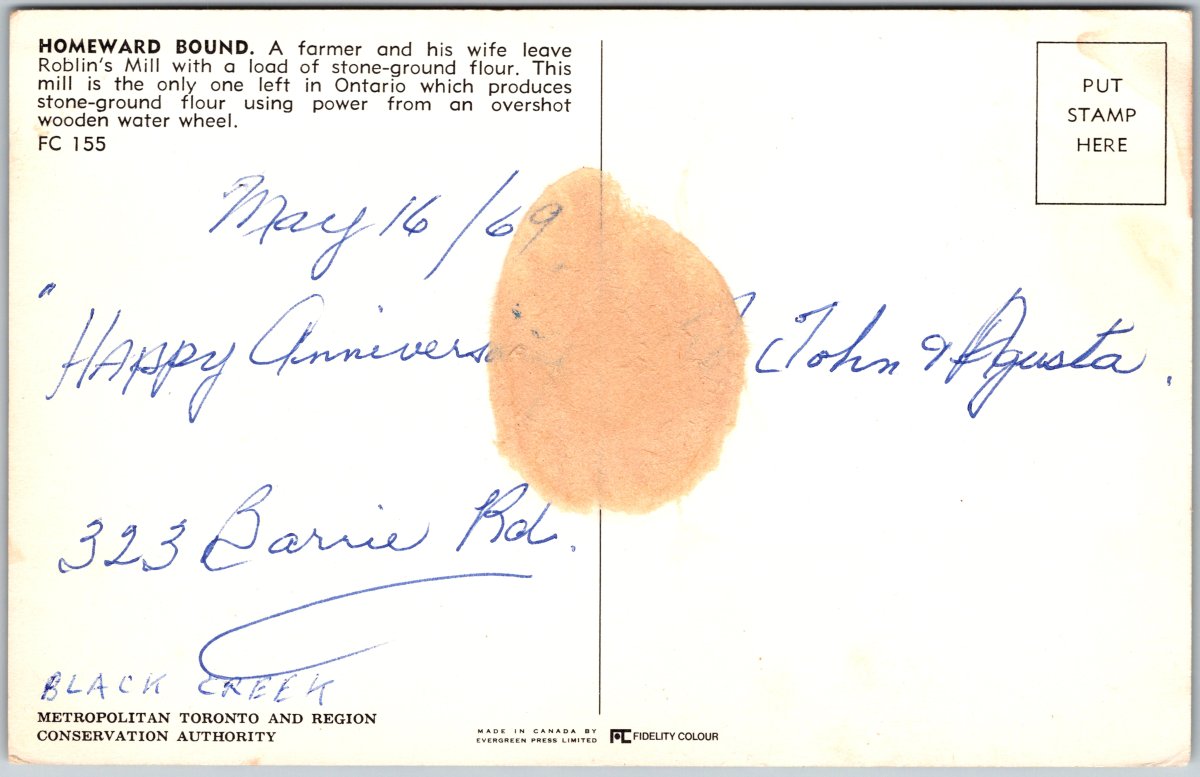 HOMEWARD BOUND. A farmer and his wife leave
Roblin's Mill with a load of stone-ground flour. This
mill is the only one left in Ontario which produces
stone-ground flour using power from an overshot
wooden water wheel.
FC 155
PUT
STAMP
HERE
May 16/69
"Happy Annivers John & Agusta.
323 Barrie Rd.
BLACK CREEK
METROPOLITAN TORONTO AND REGION
CONSERVATION AUTHORITY
MADE IN CANADA BY
EVERGREEN PRESS LIMITED
FC FIDELITY COLOUR